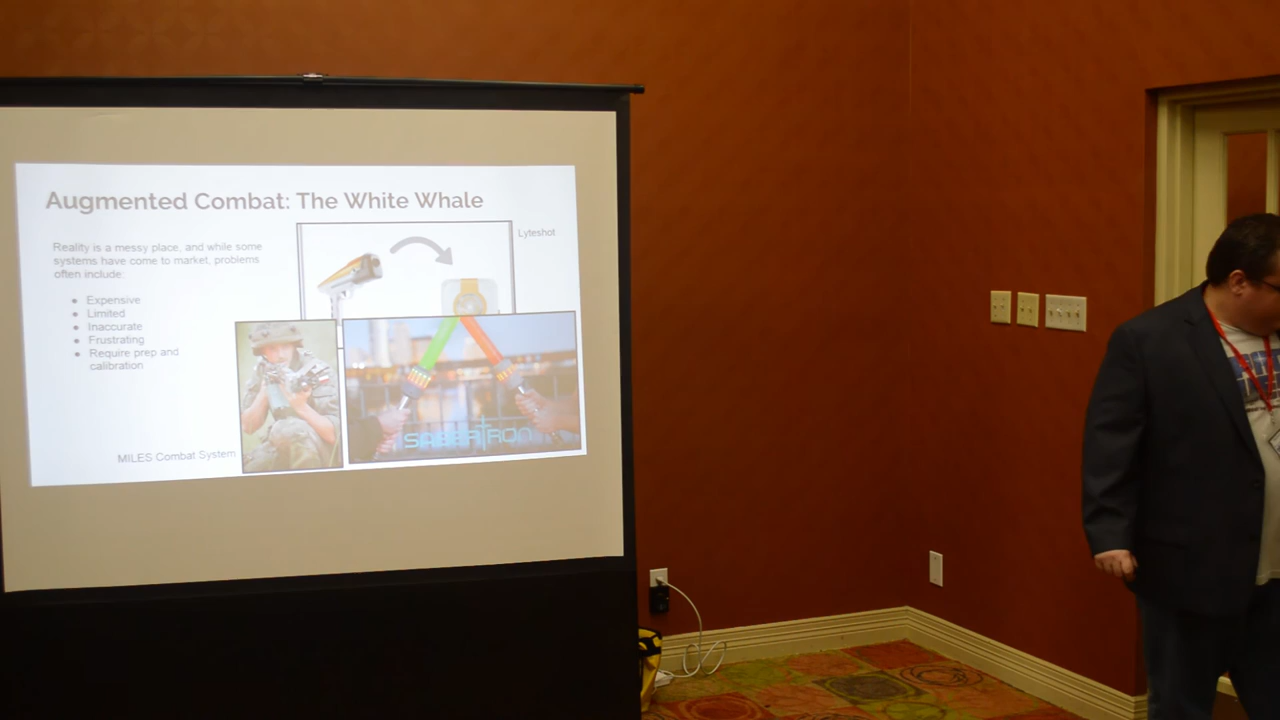 Augmented Combat: The White Whale
Lyteshot
Reality is a messy place, and while some
systems have come to market, problems
often include:
• Expensive
• Limited
• Inaccurate
• Frustrating
• Require prep and
calibration
SABERTRON
MILES Combat System